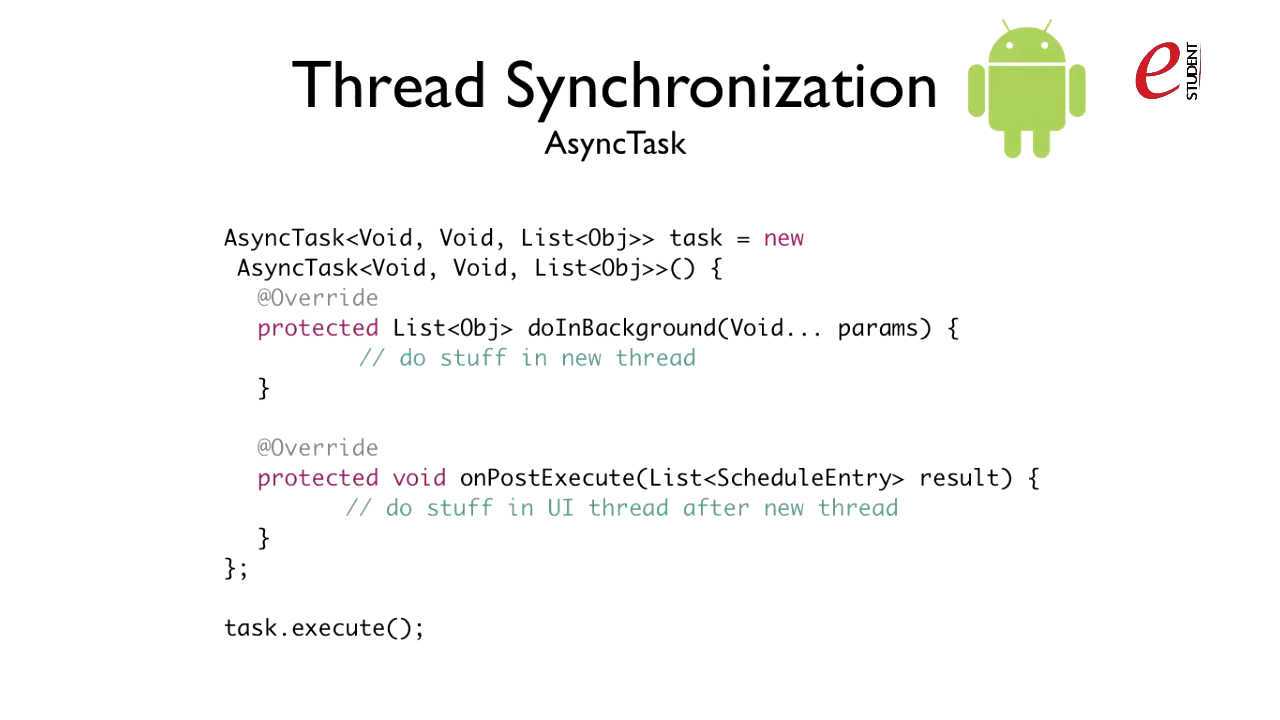 Thread Synchronization
AsyncTask
e STUDENT
AsyncTask<Void, Void, List<Obj>> task = new
AsyncTask<Void, Void, List<Obj>>() {
@Override
protected List<Obj> doInBackground(Void... params) {
// do stuff in new thread
}
@Override
protected void onPostExecute(List<ScheduleEntry> result) {
// do stuff in UI thread after new thread
}
};
task.execute();